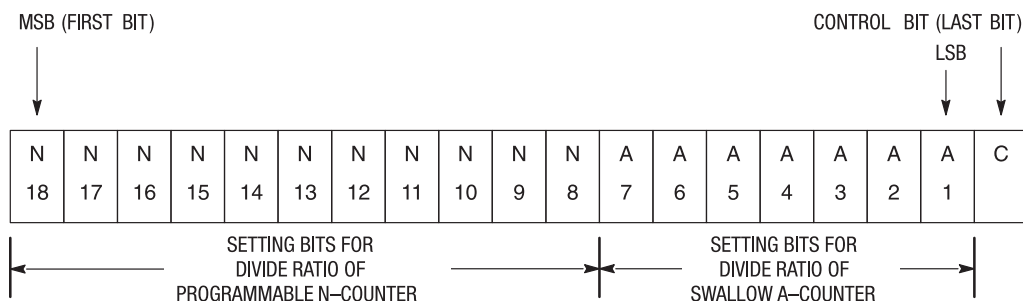 MSB (FIRST BIT)
CONTROL BIT (LAST BIT)
LSB
N N N N N N N N N N N A A A A A A A C
18 17 16 15 14 13 12 11 10 9 8 7 6 5 4 3 2 1
SETTING BITS FOR
DIVIDE RATIO OF
PROGRAMMABLE N–COUNTER
SETTING BITS FOR
DIVIDE RATIO OF
SWALLOW A–COUNTER